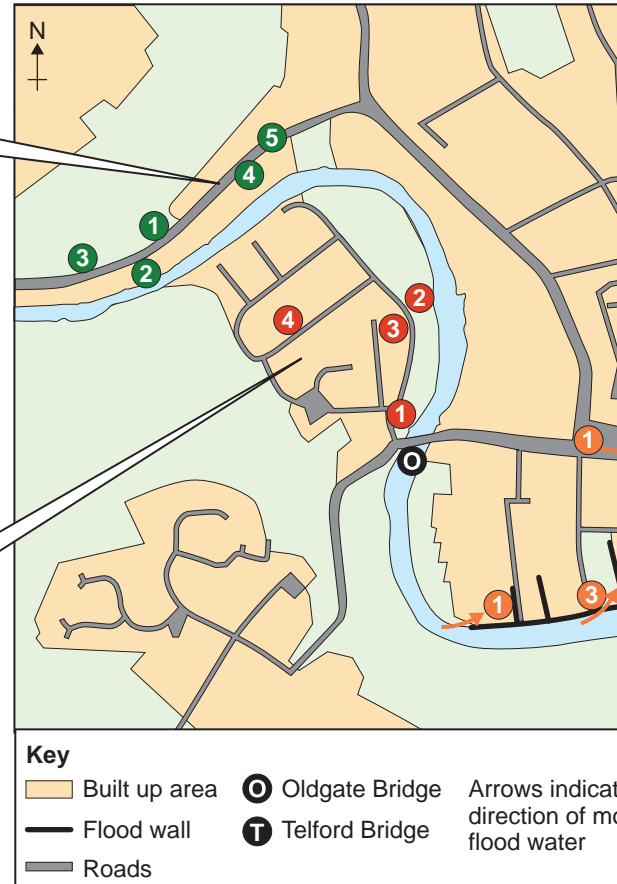 N
5
4
1
3
2
2
4
3
1
O
1
1
3
Key
Built up area
O Oldgate Bridge
Arrows indicat
Flood wall
T Telford Bridge
direction of mo
flood water
Roads